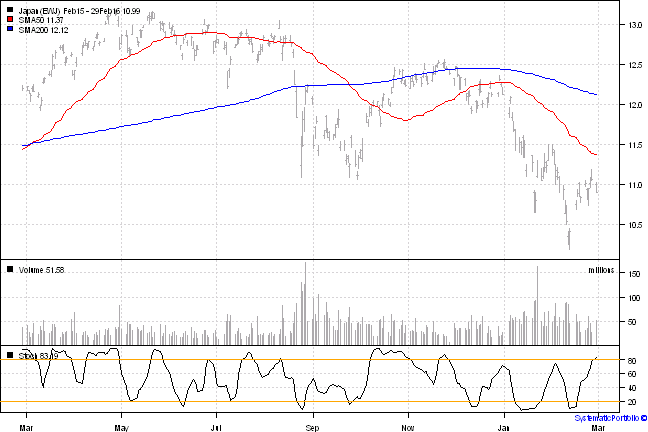 Japan (EWJ) Feb15 - 29Feb16 10.99
SMA50 11.37
SMA200 12.12
13.0
12.5
12.0
11.5
11.0
10.5
Volume 51.58
millions
150
100
50
Stoch 83.19
80
60
40
20
Mar May Jul Sep Nov Jan Mar
SystematicPortfolio ©